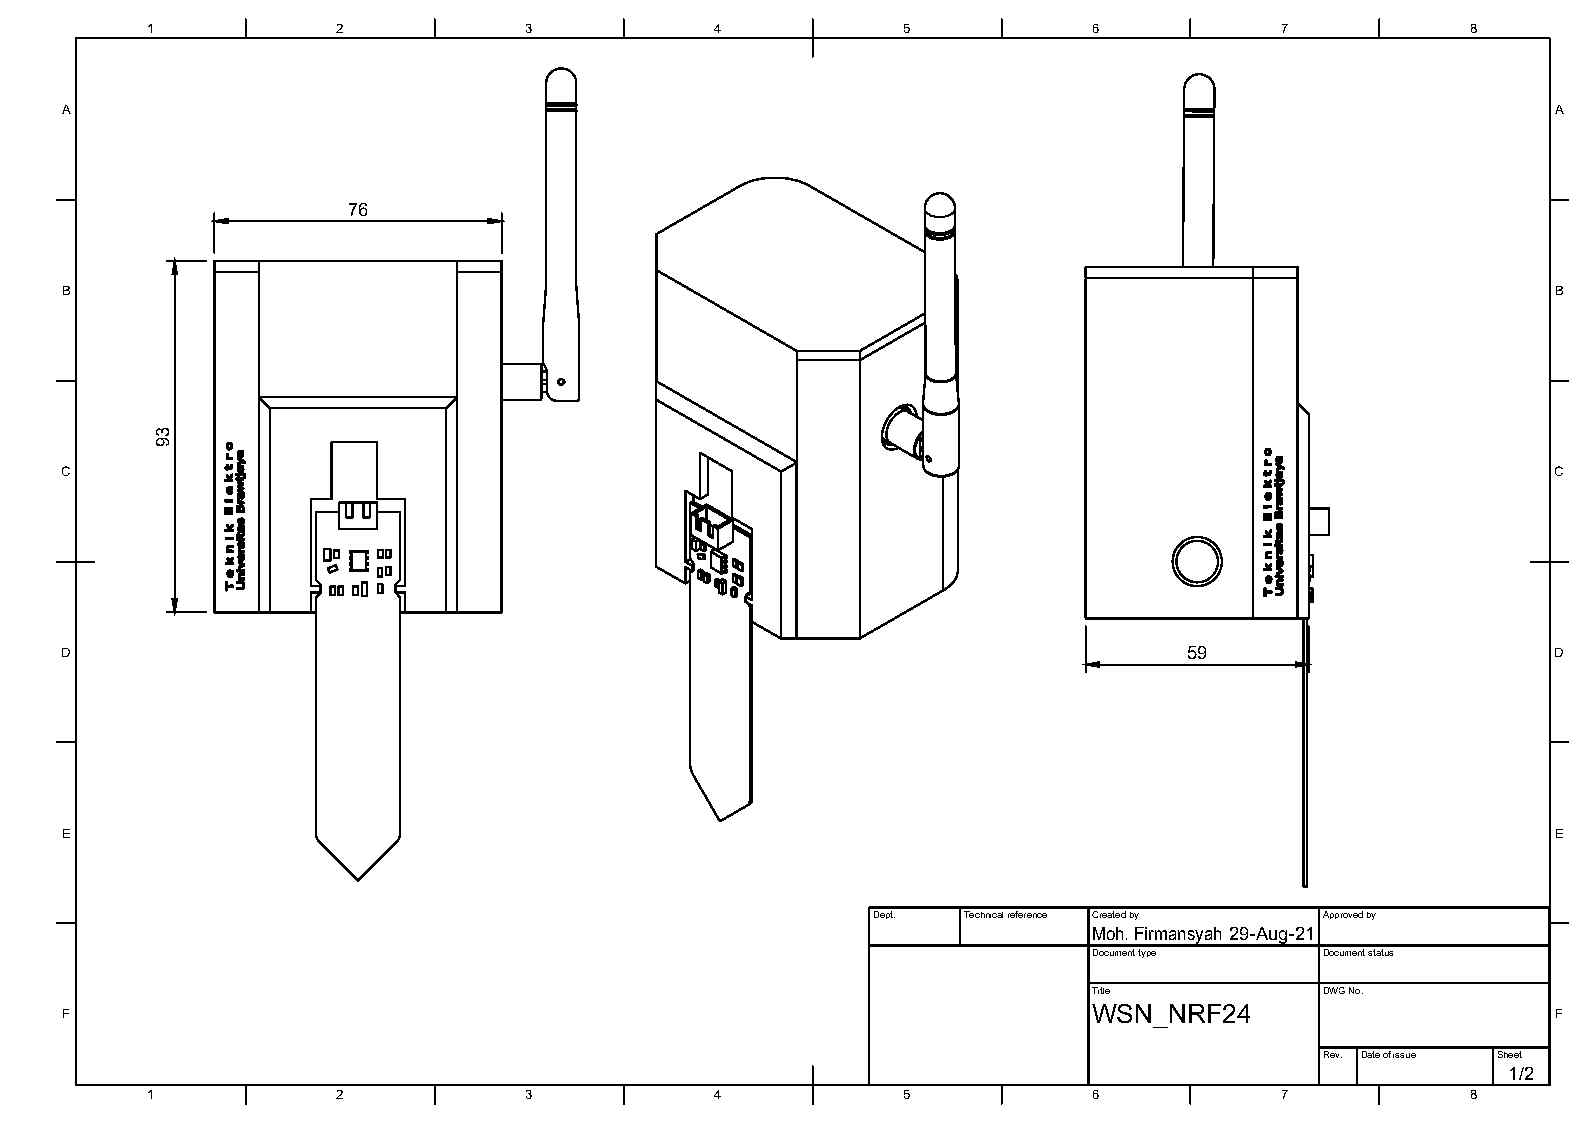 1 2 3 4 5 6 7 8
A A
B B
C C
D D
E E
F F
76
93
Teknik Elektro
Universitas Brawijaya
Teknik Elektro
Universitas Brawijaya
59
Dept.
Technical reference
Created by
Moh. Firmansyah 29-Aug-21
Approved by
Document type
Document status
Title
WSN_NRF24
DWG No.
Rev.
Date of issue
Sheet
1/2
1 2 3 4 5 6 7 8